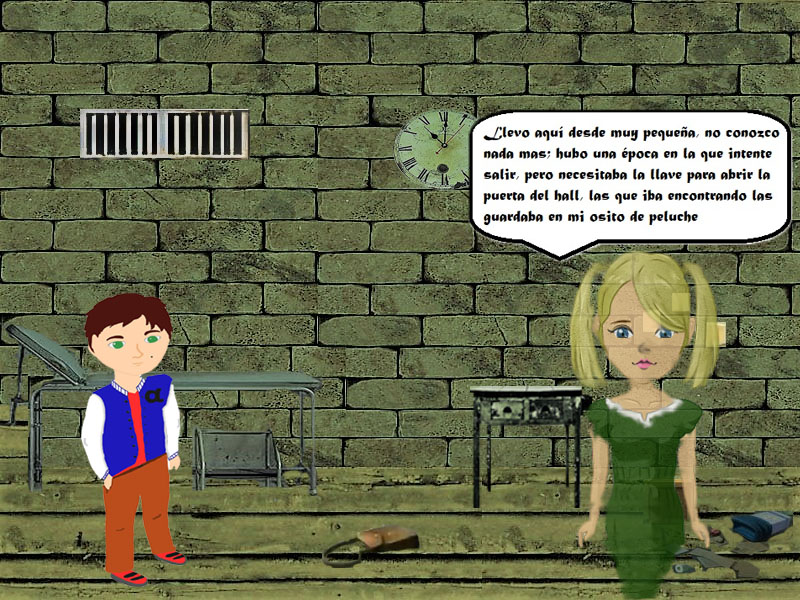 Llevo aquí desde muy pequeña, no conozco
nada mas; hubo una época en la que intente
salir, pero necesitaba la llave para abrir la
puerta del hall, las que iba encontrando las
guardaba en mi osito de peluche
α